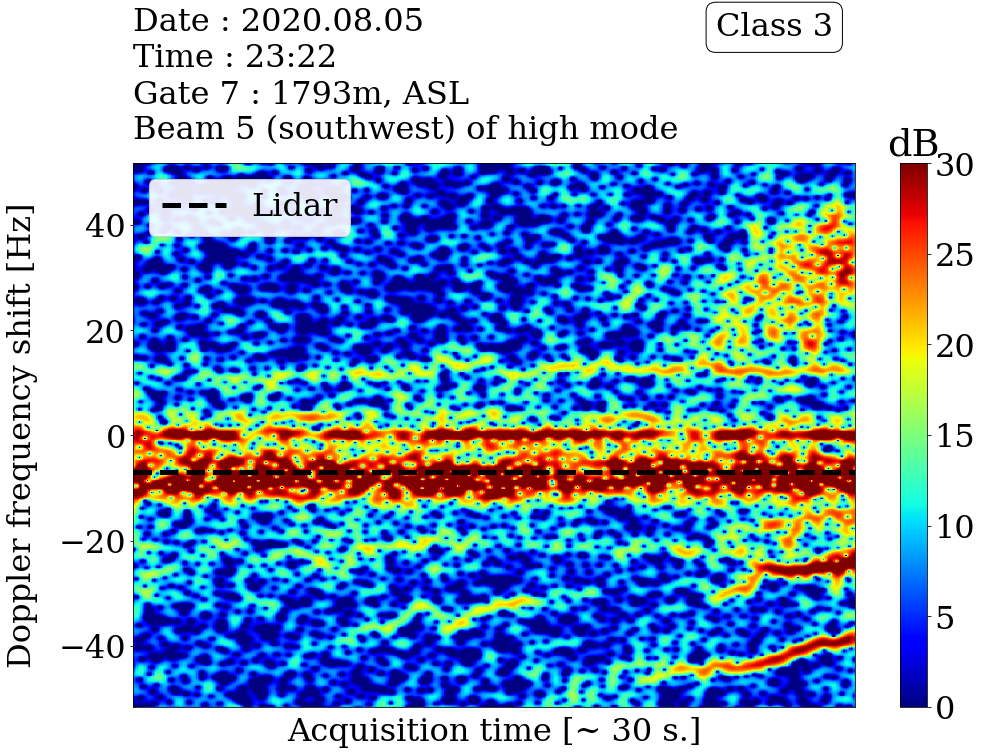 Date : 2020.08.05
Time : 23:22
Gate 7 : 1793m, ASL
Beam 5 (southwest) of high mode
Class 3
dB
Lidar
Doppler frequency shift [Hz]
40
20
0
−20
−40
30
25
20
15
10
5
0
Acquisition time [~ 30 s.]